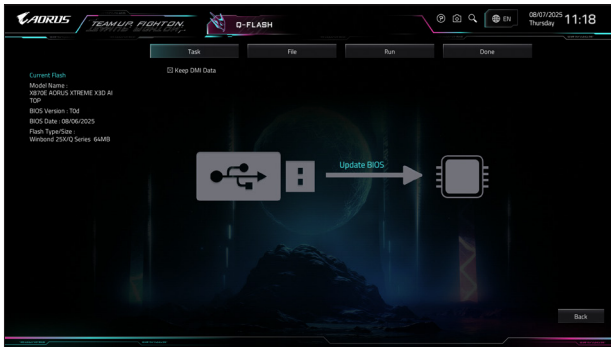 AORUS
TEAM UP. FIGHT ON.
Q-FLASH
EN
08/07/2025
Thursday
11:18
Task
File
Run
Done
Keep DMI Data
Current Flash
Model Name :
X870E AORUS XTREME X3D AI
TOP
BIOS Version : T0d
BIOS Date : 08/06/2025
Flash Type/Size :
Winbond 25X/Q Series 64MB
Update BIOS
Back